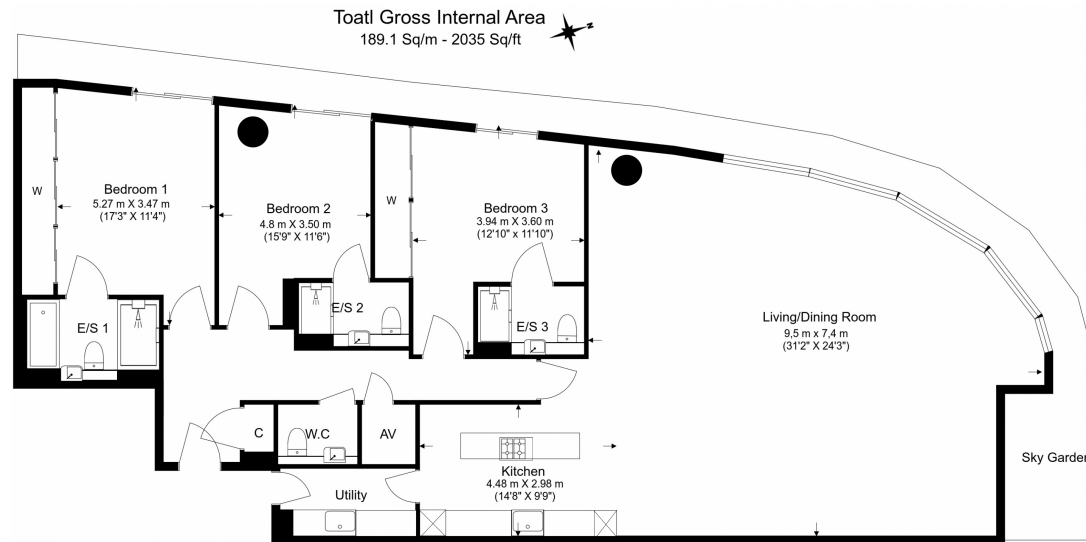 Toatl Gross Internal Area
189.1 Sq/m - 2035 Sq/ft
N
W
Bedroom 1
5.27 m X 3.47 m
(17'3" X 11'4")
Bedroom 2
4.8 m X 3.50 m
(15'9" X 11'6")
W
Bedroom 3
3.94 m X 3.60 m
(12'10" x 11'10")
E/S 1
E/S 2
E/S 3
Living/Dining Room
9,5 m x 7,4 m
(31'2" X 24'3")
C
W.C
AV
Kitchen
4.48 m X 2.98 m
(14'8" X 9'9")
Utility
Sky Garden